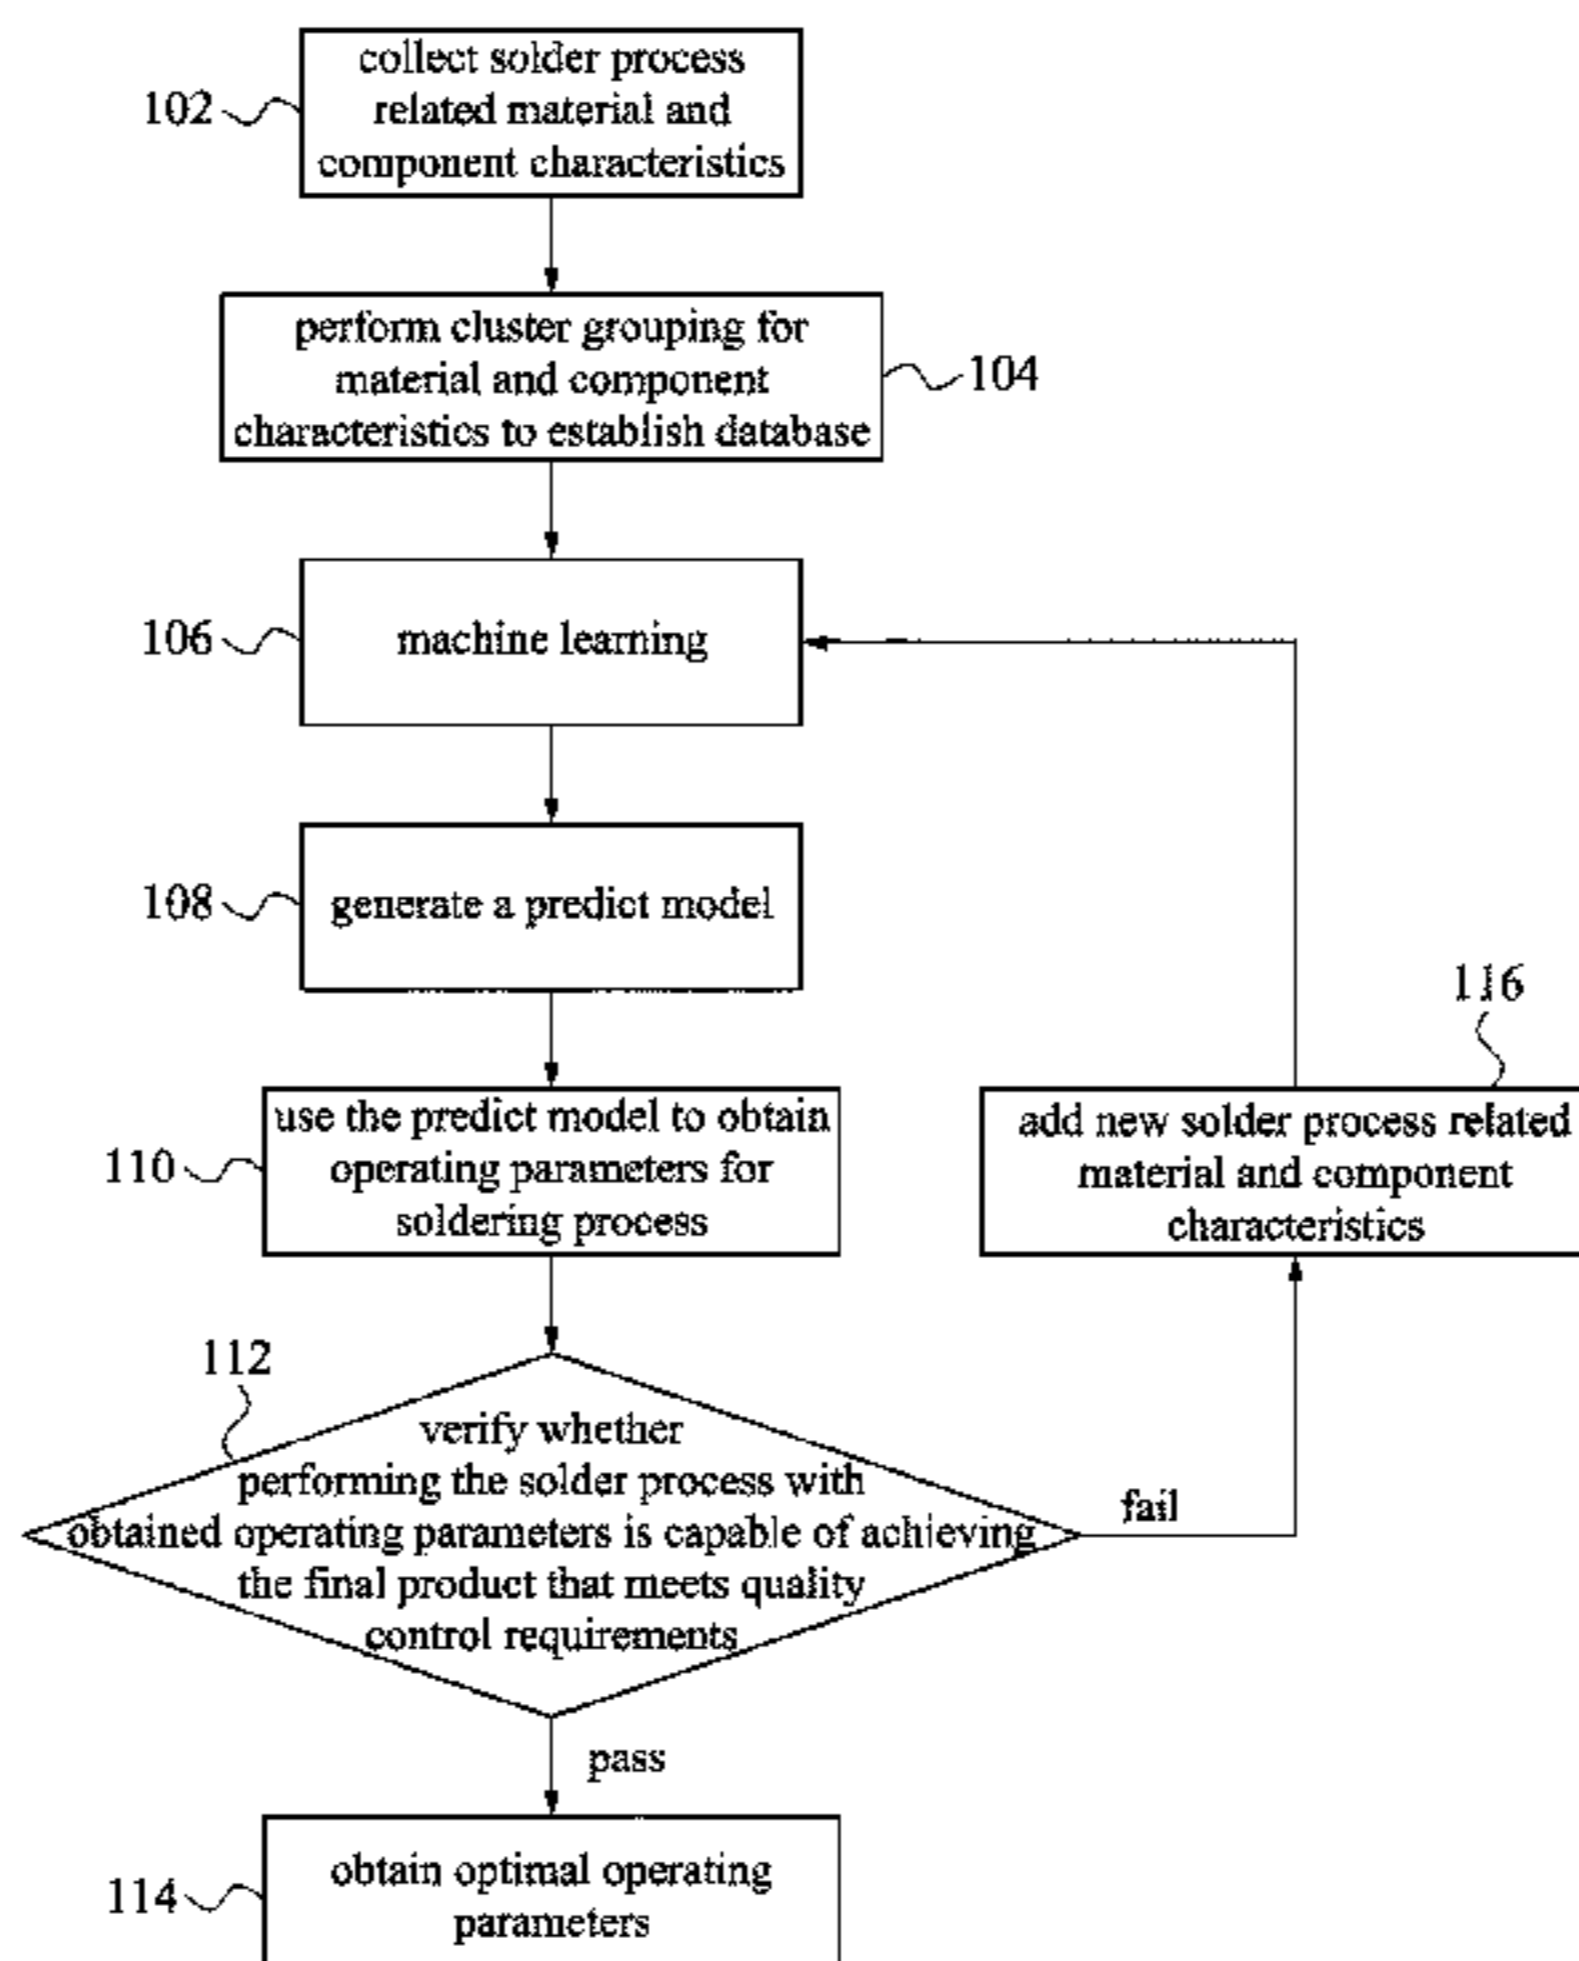 collect solder process
related material and
component characteristics
102
perform cluster grouping for
material and component
characteristics to establish database
104
machine learning
106
generate a predict model
108
116
use the predict model to obtain
operating parameters for
soldering process
110
add new solder process related
material and component
characteristics
112
verify whether
performing the solder process with
obtained operating parameters is capable of achieving
the final product that meets quality
control requirements
fail
pass
obtain optimal operating
parameters
114